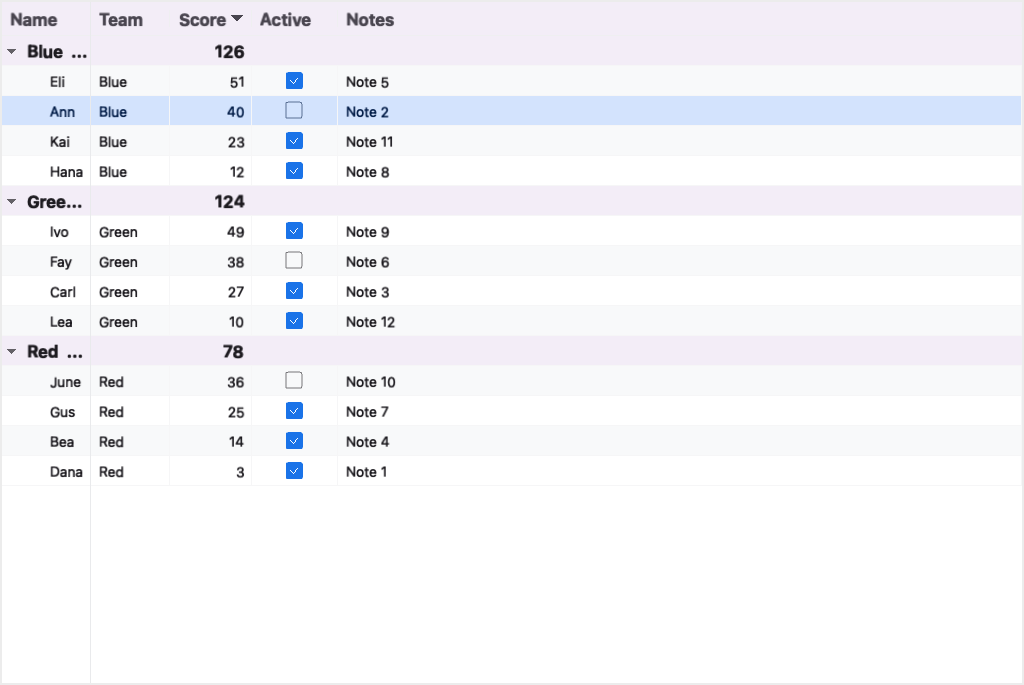 Name Team Score Active Notes
Blue ... 126
Eli Blue 51 Note 5
Ann Blue 40 Note 2
Kai Blue 23 Note 11
Hana Blue 12 Note 8
Gree... 124
Ivo Green 49 Note 9
Fay Green 38 Note 6
Carl Green 27 Note 3
Lea Green 10 Note 12
Red ... 78
June Red 36 Note 10
Gus Red 25 Note 7
Bea Red 14 Note 4
Dana Red 3 Note 1